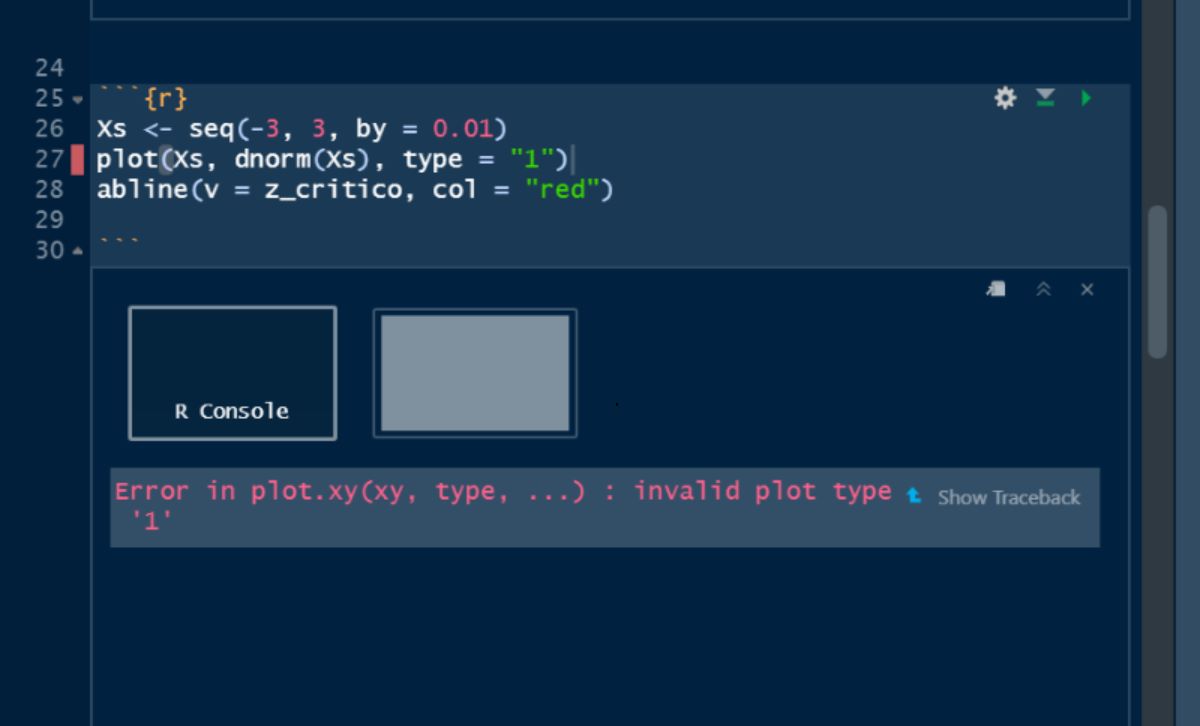 24
25 ```{r}
26 Xs <- seq(-3, 3, by = 0.01)
27 plot(Xs, dnorm(Xs), type = "1")
28 abline(v = z_critico, col = "red")
29
30 ```
R Console
Error in plot.xy(xy, type, ...) : invalid plot type Show Traceback
'1'